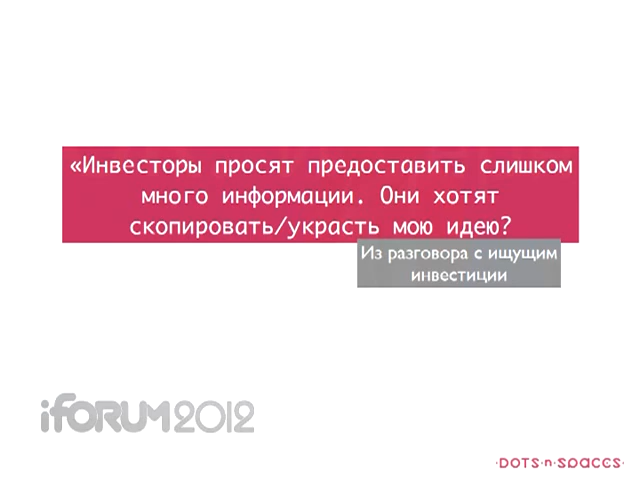 «Инвесторы просят предоставить слишком
много информации. Они хотят
скопировать/украсть мою идею?
Из разговора с ищущим
инвестиции
iFORUM2012
·DOTS·n·SPACES·